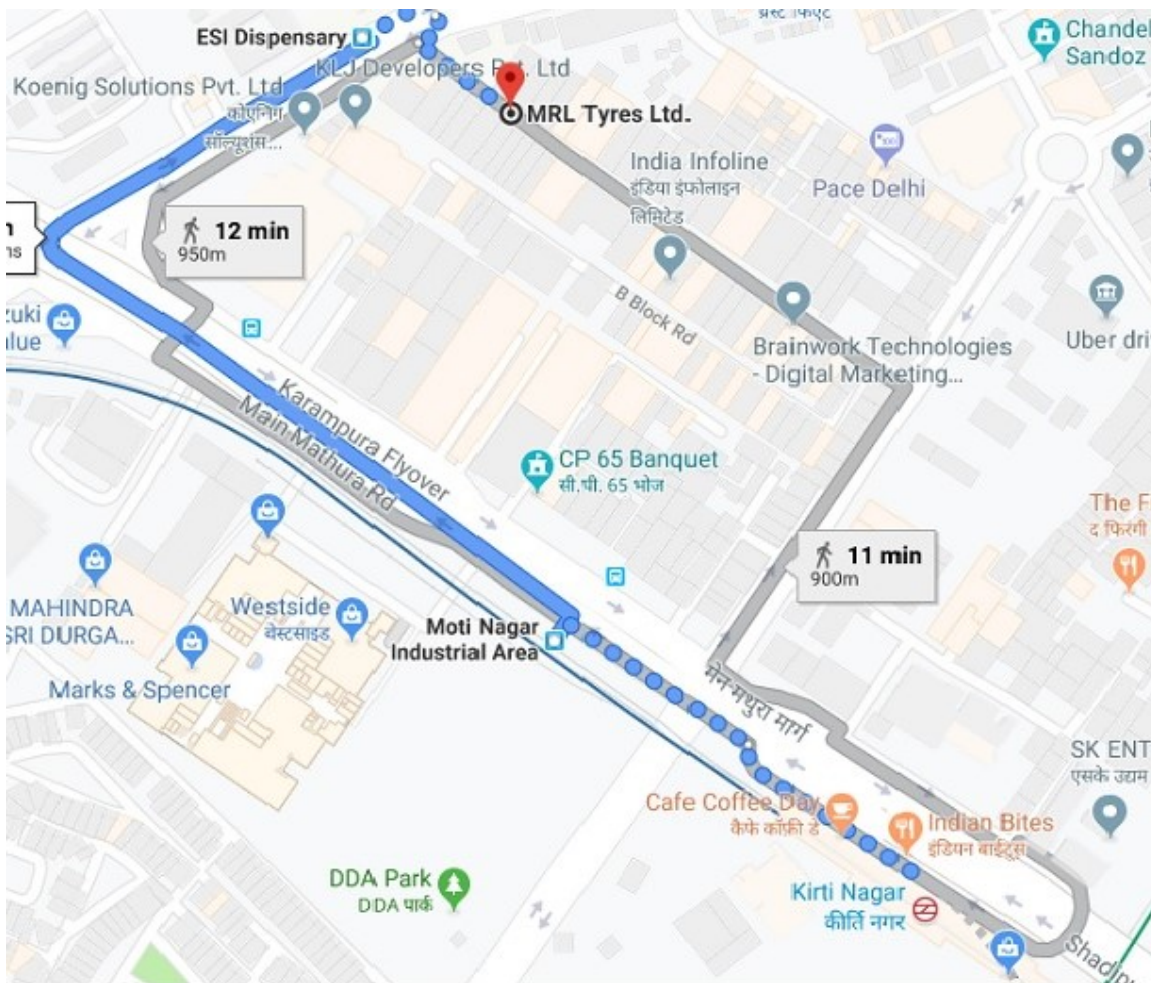 ट्रस्ट फिएट
ESI Dispensary
Chandel
Sandoz
KLJ Developers Pvt. Ltd
Koenig Solutions Pvt. Ltd
कोएनिग
सॉल्यूशंस...
MRL Tyres Ltd.
India Infoline
इंडिया इंफोलाइन
लिमिटेड
Pace Delhi
12 min
950m
B Block Rd
zuki
alue
Uber dri
Brainwork Technologies
- Digital Marketing...
Karampura Flyover
Main Mathura Rd
CP 65 Banquet
सी.पी. 65 भोज
The F
द फिरंगी
11 min
900m
MAHINDRA
SRI DURGA...
Westside
वेस्टसाइड
Moti Nagar
Industrial Area
Marks & Spencer
मेन मथुरा मार्ग
SK ENT
एसके उद्यम
Cafe Coffee Day
कैफे कॉफ़ी डे
Indian Bites
इंडियन बाईट्स
DDA Park
DDA पार्क
Kirti Nagar
कीर्ति नगर
Shadip